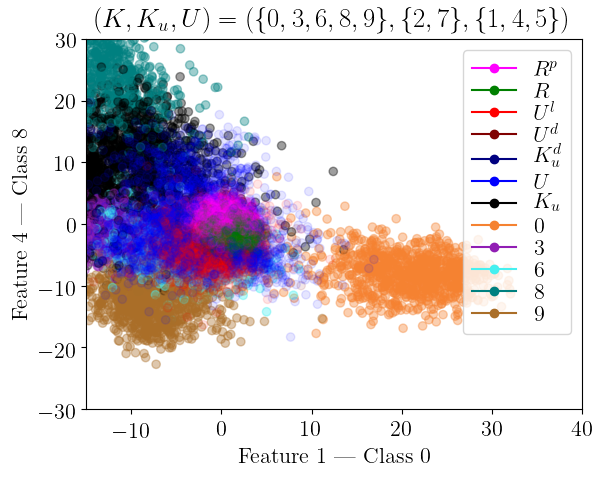 (K, K_u, U) = ({0, 3, 6, 8, 9}, {2, 7}, {1, 4, 5})
30
20
10
0
−10
−20
−30
Feature 4 — Class 8
−10
0
10
20
30
40
Feature 1 — Class 0
R^p
R
U^l
U^d
K_u^d
U
K_u
0
3
6
8
9